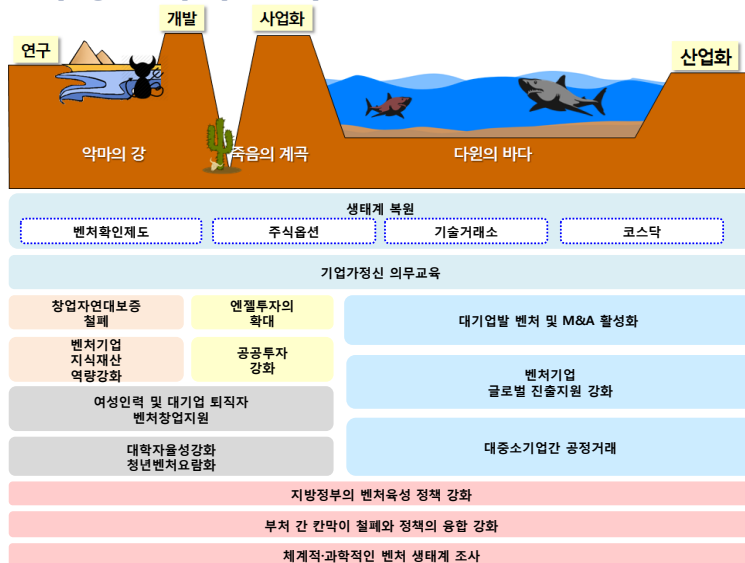 개발
사업화
연구
산업화
악마의 강
죽음의 계곡
다윈의 바다
생태계 복원
벤처확인제도
주식옵션
기술거래소
코스닥
기업가정신 의무교육
창업자연대보증
철폐
엔젤투자의
확대
대기업발 벤처 및 M&A 활성화
벤처기업
지식재산
역량강화
공공투자
강화
벤처기업
글로벌 진출지원 강화
여성인력 및 대기업 퇴직자
벤처창업지원
대학자율성강화
청년벤처요람화
대중소기업간 공정거래
지방정부의 벤처육성 정책 강화
부처 간 칸막이 철폐와 정책의 융합 강화
체계적·과학적인 벤처 생태계 조사